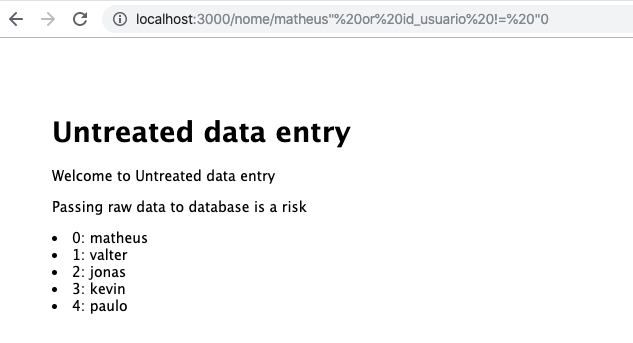 localhost:3000/nome/matheus"%20or%20id_usuario%20!=%20"0
Untreated data entry
Welcome to Untreated data entry
Passing raw data to database is a risk
• 0: matheus
• 1: valter
• 2: jonas
• 3: kevin
• 4: paulo